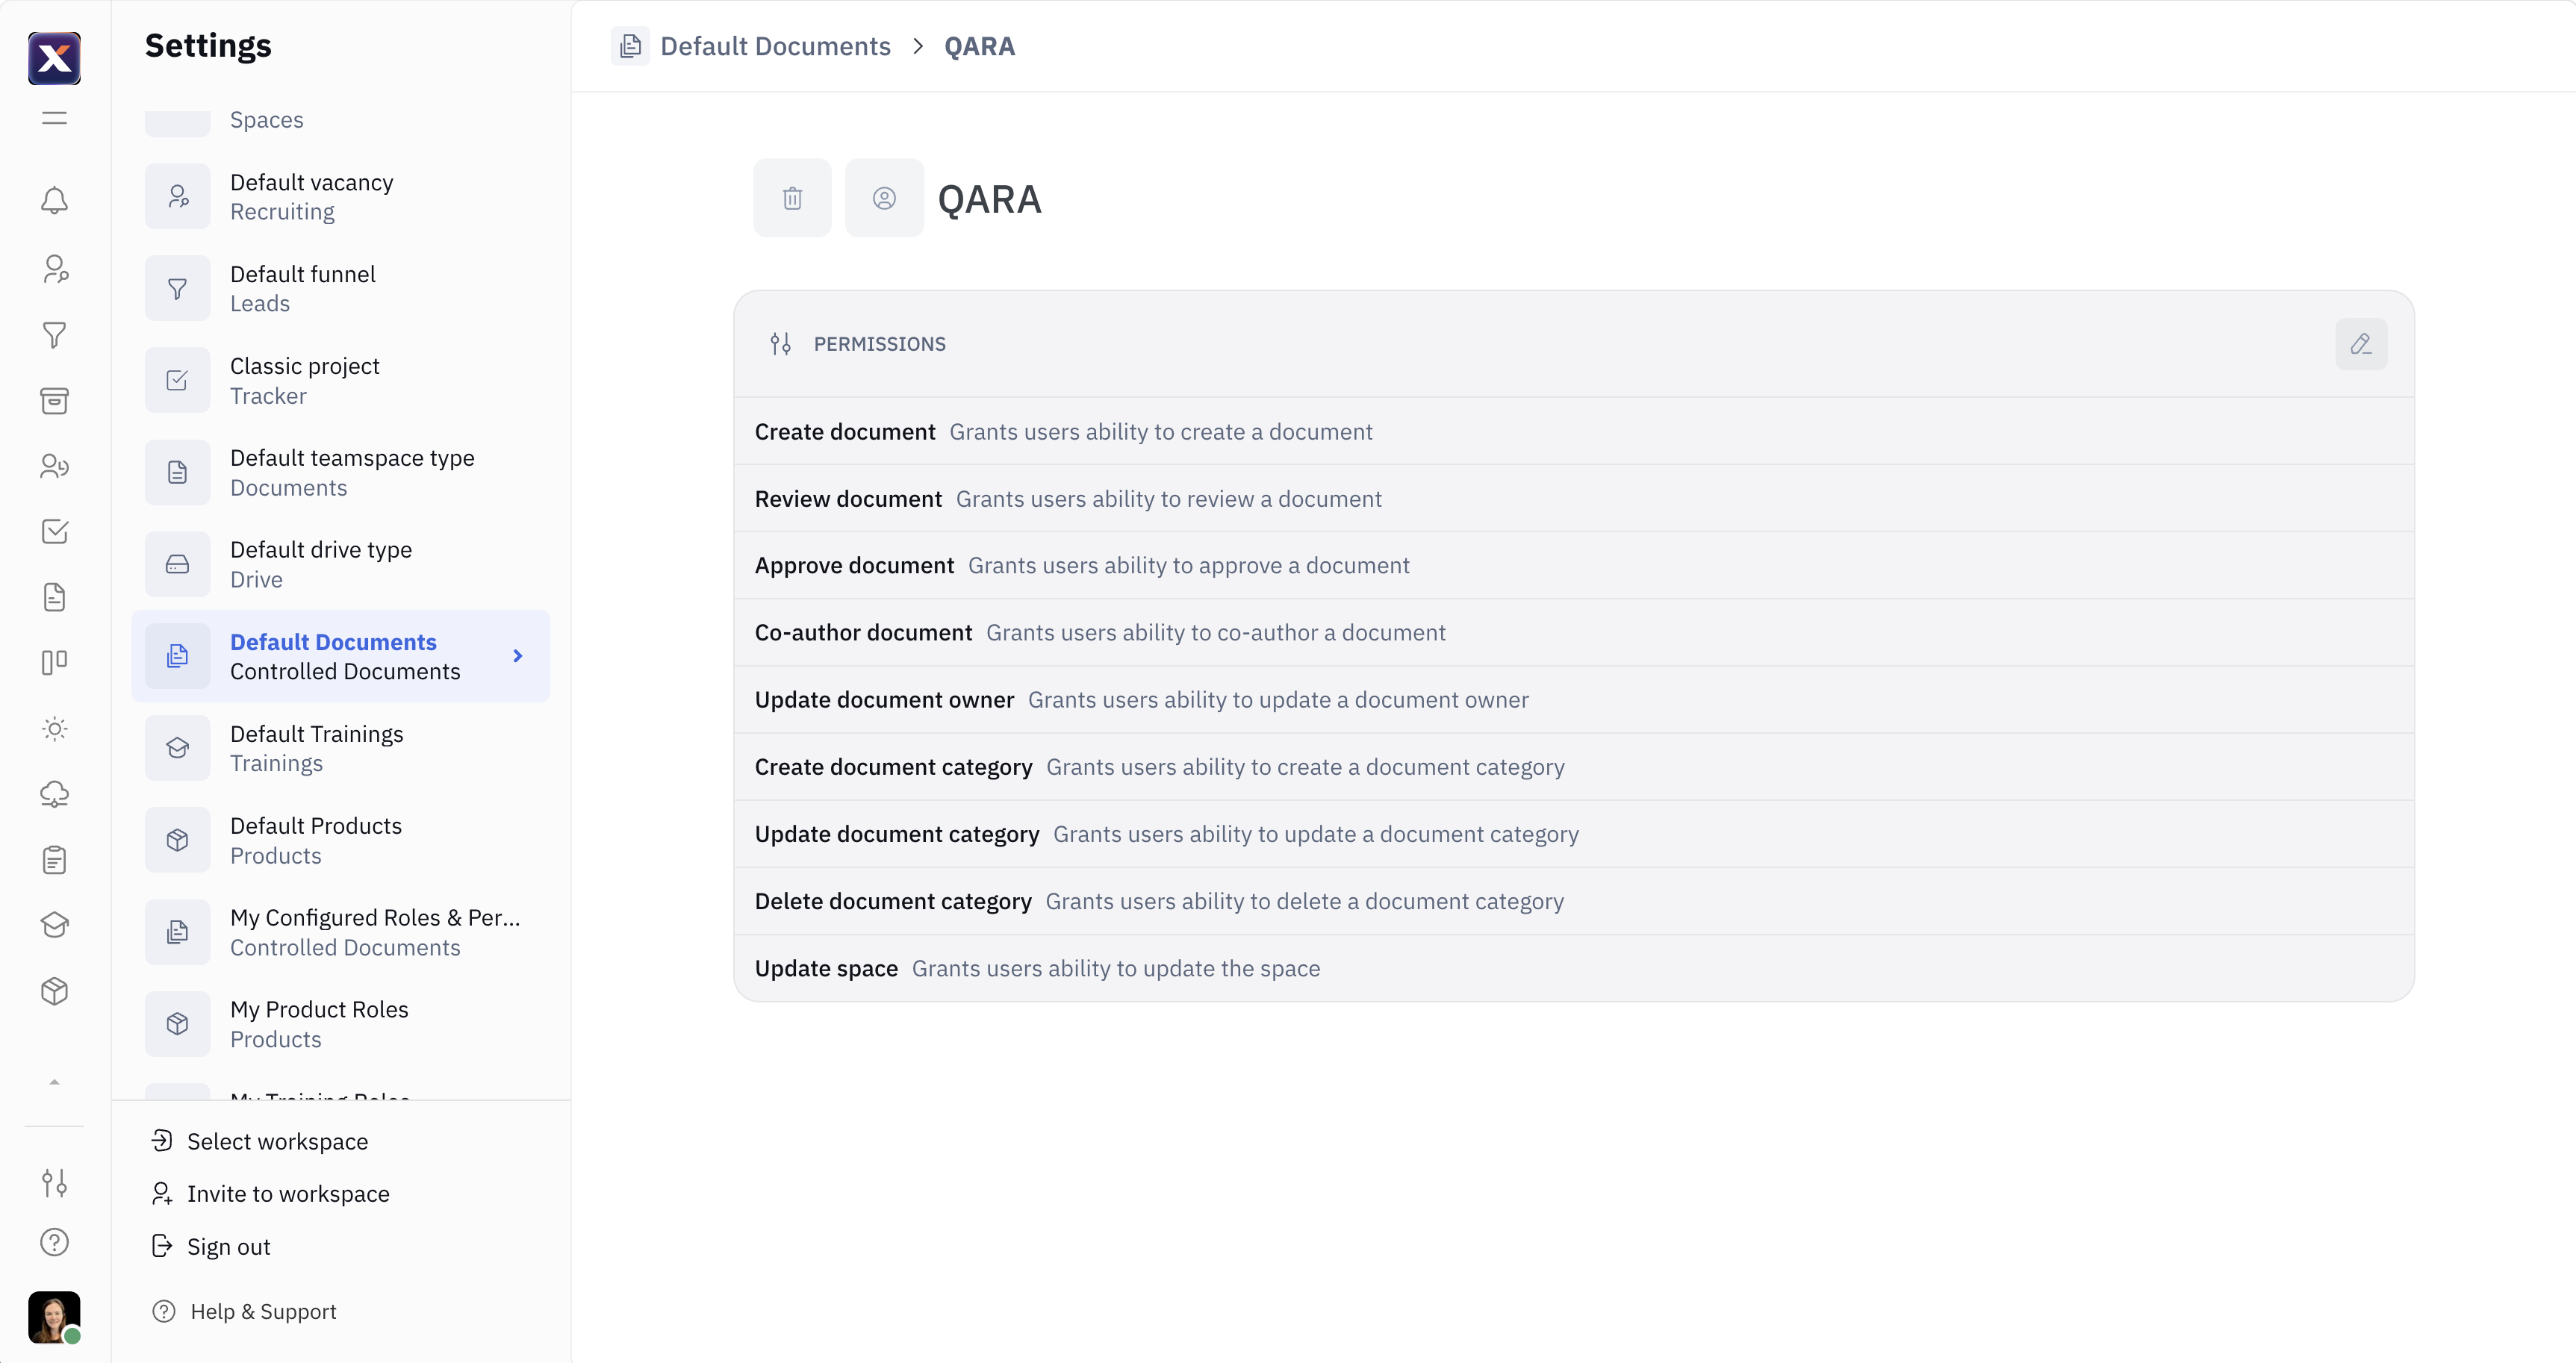 Settings
Spaces
Default vacancy
Recruiting
Default funnel
Leads
Classic project
Tracker
Default teamspace type
Documents
Default drive type
Drive
Default Documents
Controlled Documents
Default Trainings
Trainings
Default Products
Products
My Configured Roles & Per...
Controlled Documents
My Product Roles
Products
My Training Roles
Select workspace
Invite to workspace
Sign out
Help & Support
Default Documents > QARA
QARA
PERMISSIONS
Create document Grants users ability to create a document
Review document Grants users ability to review a document
Approve document Grants users ability to approve a document
Co-author document Grants users ability to co-author a document
Update document owner Grants users ability to update a document owner
Create document category Grants users ability to create a document category
Update document category Grants users ability to update a document category
Delete document category Grants users ability to delete a document category
Update space Grants users ability to update the space